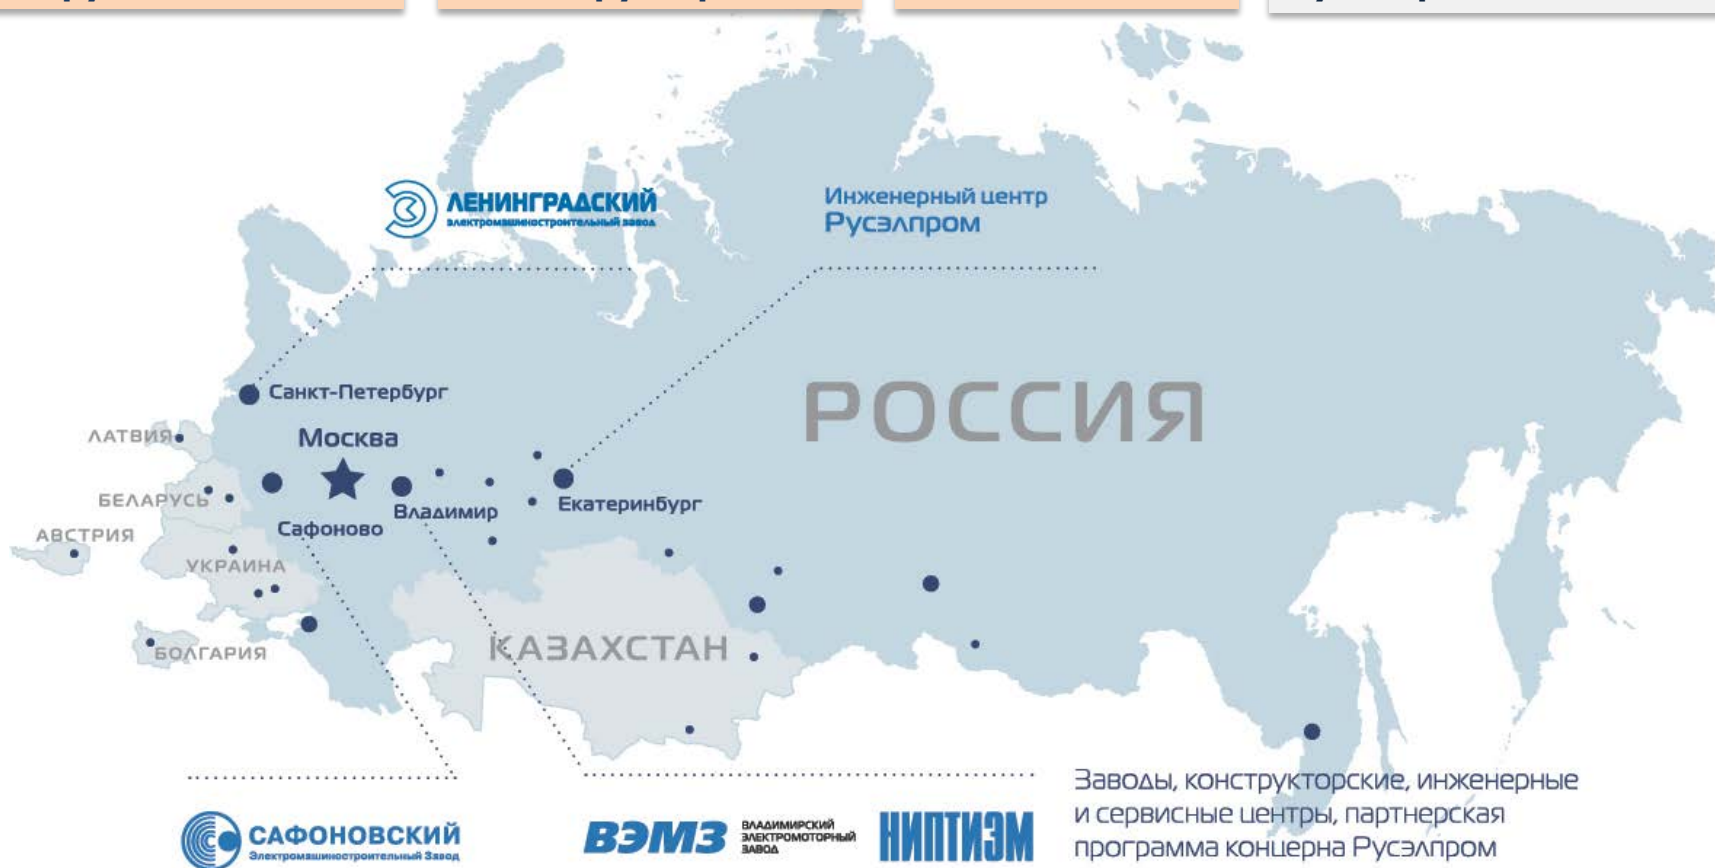 ЛЕНИНГРАДСКИЙ
электромашиностроительный завод
Инженерный центр
Русэлпром
РОССИЯ
Санкт-Петербург
ЛАТВИЯ
Москва
БЕЛАРУСЬ
Владимир
Екатеринбург
Сафоново
АВСТРИЯ
УКРАИНА
КАЗАХСТАН
БОЛГАРИЯ
САФОНОВСКИЙ
Электромашиностроительный Завод
ВЭМЗ
ВЛАДИМИРСКИЙ
ЭЛЕКТРОМОТОРНЫЙ
ЗАВОД
НИПТИЭМ
Заводы, конструкторские, инженерные
и сервисные центры, партнерская
программа концерна Русэлпром